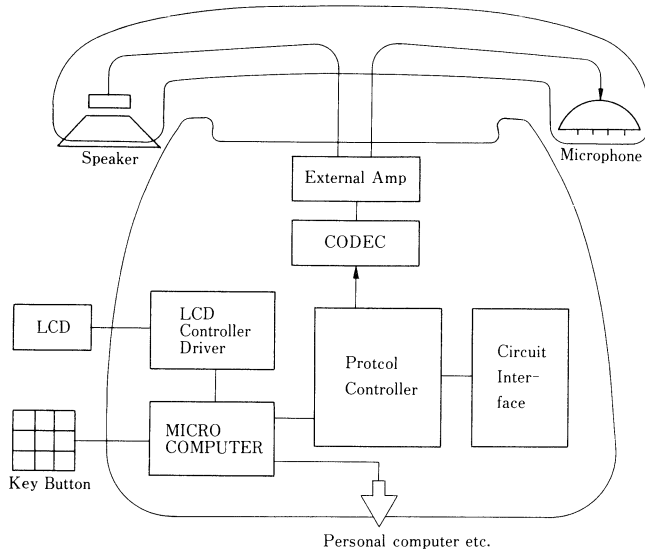 Speaker
Microphone
External Amp
CODEC
LCD
LCD
Controller
Driver
Protcol
Controller
Circuit
Inter-
face
MICRO
COMPUTER
Key Button
Personal computer etc.